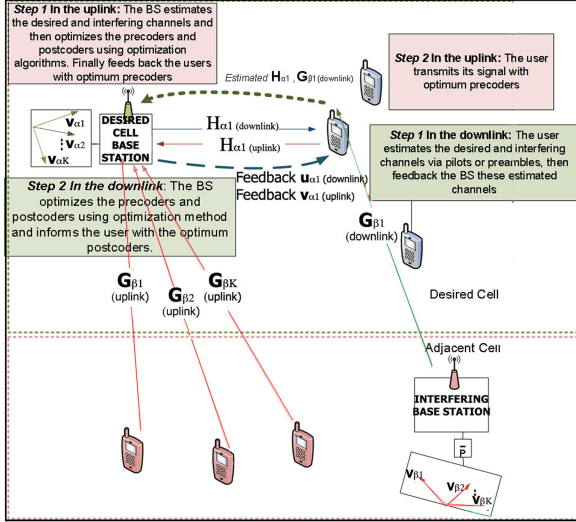 Step 1 In the uplink: The BS estimates
the desired and interfering channels and
then optimizes the precoders and
postcoders using optimization
algorithms. Finally feeds back the users
with optimum precoders
Step 2 In the uplink: The user
transmits its signal with
optimum precoders
Estimated Hα1 , Gβ1(downlink)
vα1
vα2
vαK
DESIRED
CELL
BASE
STATION
Hα1 (downlink)
Hα1 (uplink)
Step 1 In the downlink: The user
estimates the desired and interfering
channels via pilots or preambles, then
feedback the BS these estimated
channels
Feedback uα1 (downlink)
Feedback vα1 (uplink)
Step 2 In the downlink: The BS
optimizes the precoders and
postcoders using optimization method
and informs the user with the optimum
postcoders.
Gβ1
(downlink)
Gβ1
(uplink)
Gβ2
(uplink)
GβK
(uplink)
Desired Cell
Adjacent Cell
INTERFERING
BASE STATION
P̅
vβ1
vβ2
vβK